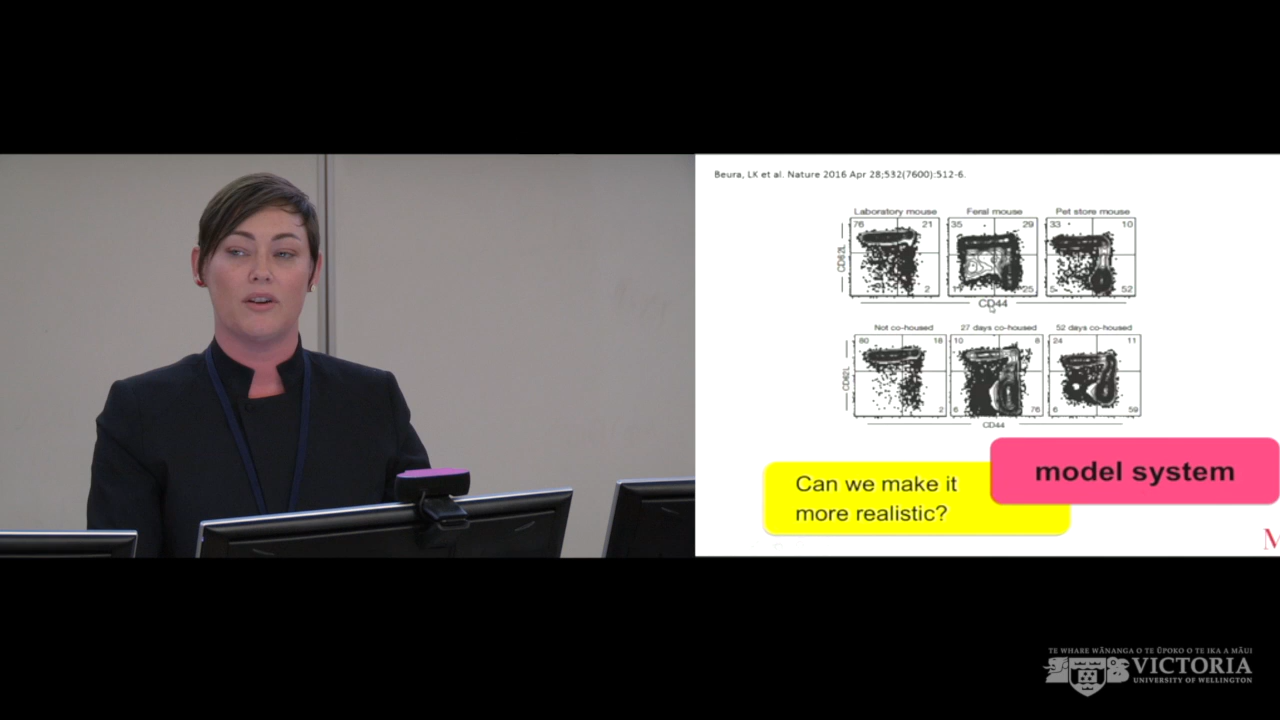 Beura, LK et al. Nature 2016 Apr 28;532(7600):512-6.
Laboratory mouse
Feral mouse
Pet store mouse
76 21
35 29
33 10
CD62L
2
25
5 52
CD44
Not co-housed
27 days co-housed
52 days co-housed
80 18
10 8
24 11
CD62L
2
6 76
6 59
CD44
Can we make it
more realistic?
model system
M
TE WHARE WĀNANGA O TE ŪPOKO O TE IKA A MĀUI
VICTORIA
UNIVERSITY OF WELLINGTON